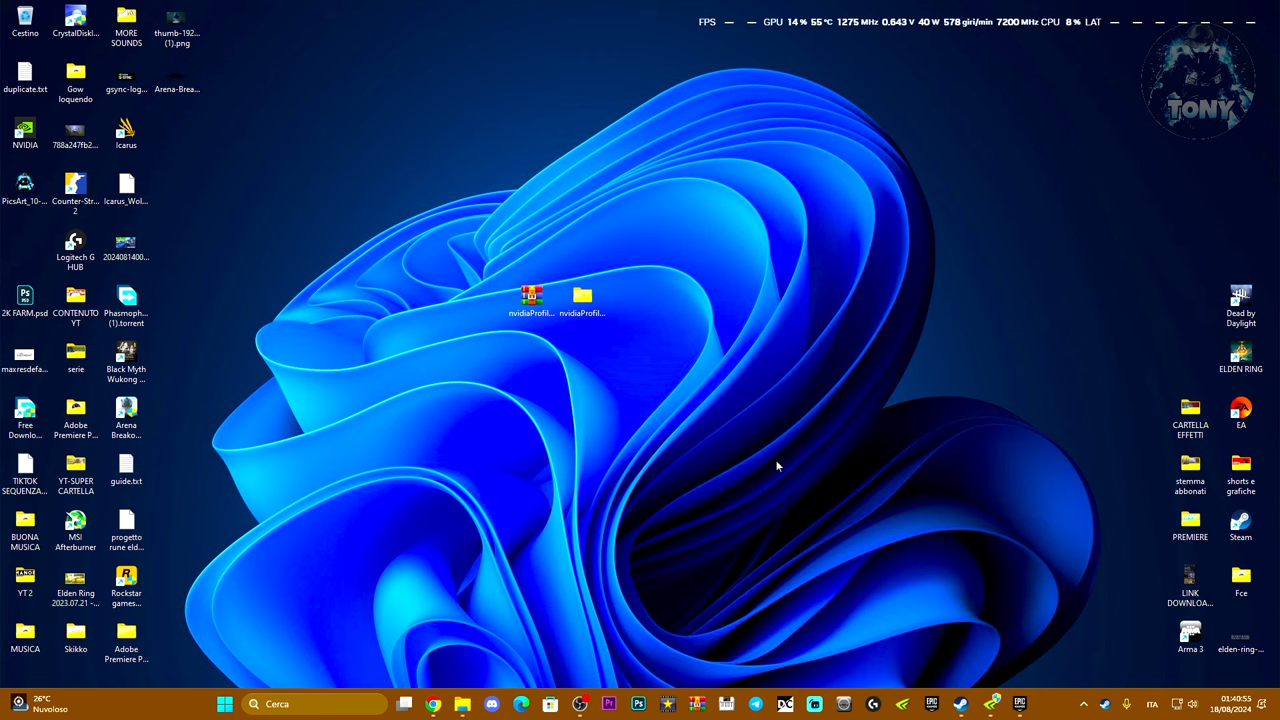 FPS — — GPU 14 % 55 °C 1275 MHz 0.643 V 40 W 578 giri/min 7200 MHz CPU 8 % LAT — — — — — — — —
TONY
Cestino
CrystalDiskI...
MORE
SOUNDS
thumb-192...
(1).png
duplicate.txt
Gow
loquendo
gsync-log...
Arena-Brea...
NVIDIA
788a247fb2...
Icarus
PicsArt_10-...
Counter-Str...
2
Icarus_Wol...
Logitech G
HUB
2024081400...
2K FARM.psd
CONTENUTO
YT
Phasmoph...
(1).torrent
maxresdefa...
serie
Black Myth
Wukong ...
Free
Downlo...
Adobe
Premiere P...
Arena
Breako...
TIKTOK
SEQUENZA...
YT-SUPER
CARTELLA
guide.txt
BUONA
MUSICA
MSI
Afterburner
progetto
rune eld...
YT 2
Elden Ring
2023.07.21 -...
Rockstar
games...
MUSICA
Skikko
Adobe
Premiere P...
nvidiaProfil...
nvidiaProfil...
Dead by
Daylight
ELDEN RING
CARTELLA
EFFETTI
EA
stemma
abbonati
shorts e
grafiche
PREMIERE
Steam
LINK
DOWNLOA...
Fce
Arma 3
elden-ring-...
26°C
Nuvoloso
Cerca
ITA
01:40:55
18/08/2024